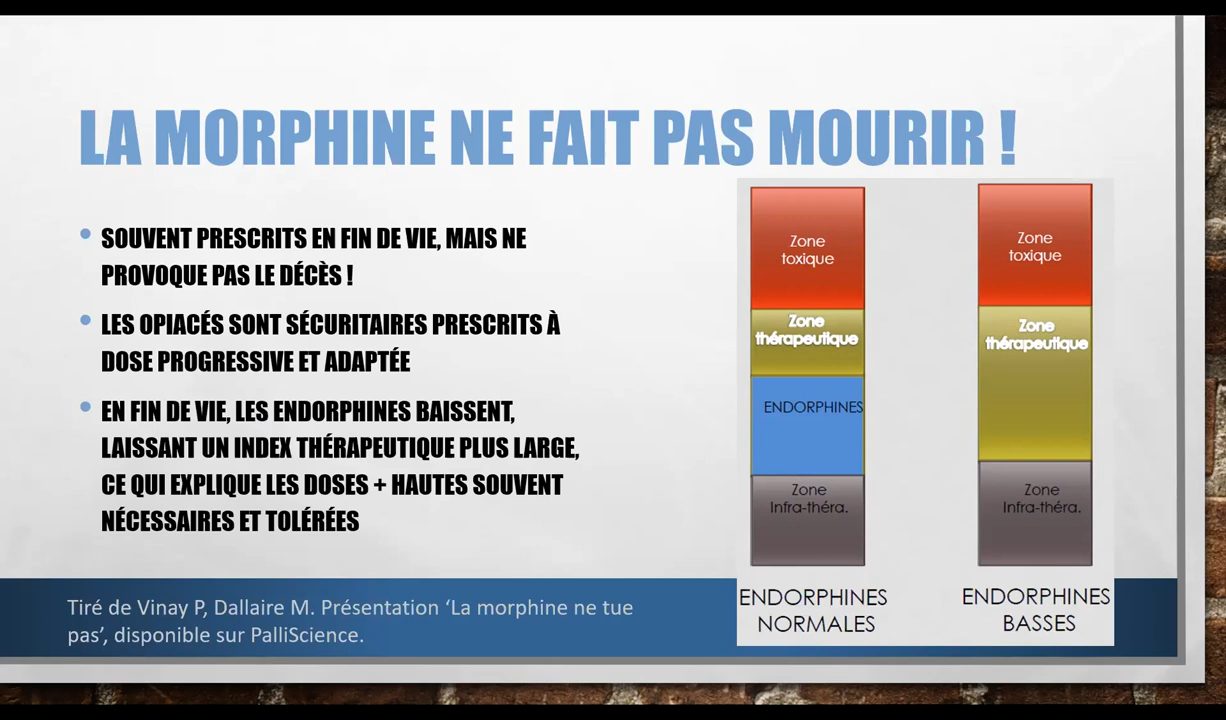 LA MORPHINE NE FAIT PAS MOURIR !
SOUVENT PRESCRITS EN FIN DE VIE, MAIS NE
PROVOQUE PAS LE DÉCÈS !
LES OPIACÉS SONT SÉCURITAIRES PRESCRITS À
DOSE PROGRESSIVE ET ADAPTÉE
EN FIN DE VIE, LES ENDORPHINES BAISSENT,
LAISSANT UN INDEX THÉRAPEUTIQUE PLUS LARGE,
CE QUI EXPLIQUE LES DOSES + HAUTES SOUVENT
NÉCESSAIRES ET TOLÉRÉES
Zone
toxique
Zone
thérapeutique
ENDORPHINES
Zone
Infra-théra.
ENDORPHINES
NORMALES
Zone
toxique
Zone
thérapeutique
Zone
Infra-théra.
ENDORPHINES
BASSES
Tiré de Vinay P, Dallaire M. Présentation ‘La morphine ne tue
pas’, disponible sur PalliScience.